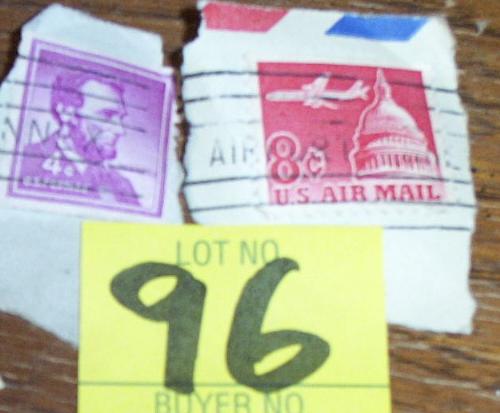 4¢
AIR
8¢
U.S. AIR MAIL
LOT NO.
96
BUYER NO